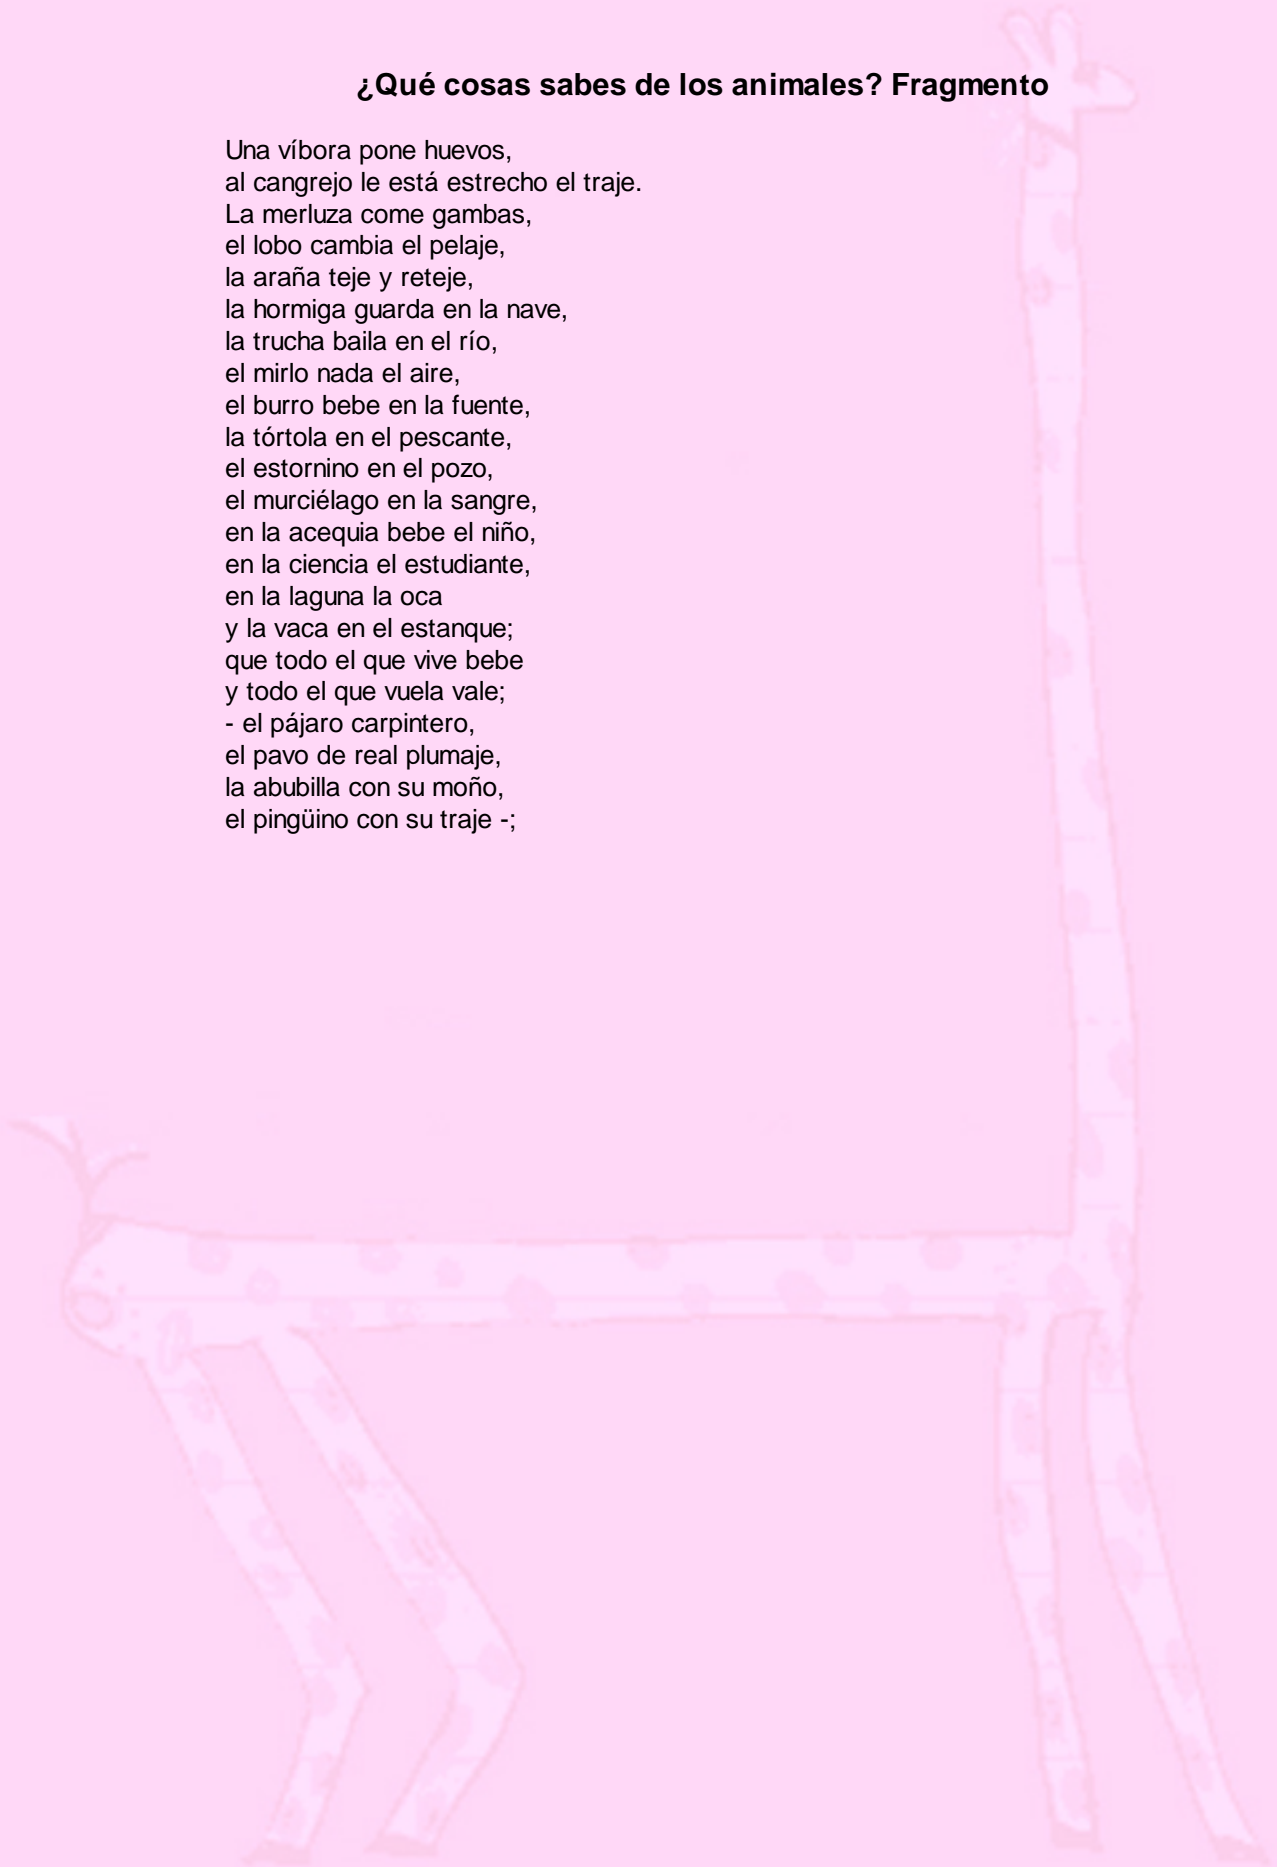 ¿Qué cosas sabes de los animales? Fragmento
Una víbora pone huevos,
al cangrejo le está estrecho el traje.
La merluza come gambas,
el lobo cambia el pelaje,
la araña teje y reteje,
la hormiga guarda en la nave,
la trucha baila en el río,
el mirlo nada el aire,
el burro bebe en la fuente,
la tórtola en el pescante,
el estornino en el pozo,
el murciélago en la sangre,
en la acequia bebe el niño,
en la ciencia el estudiante,
en la laguna la oca
y la vaca en el estanque;
que todo el que vive bebe
y todo el que vuela vale;
- el pájaro carpintero,
el pavo de real plumaje,
la abubilla con su moño,
el pingüino con su traje -;